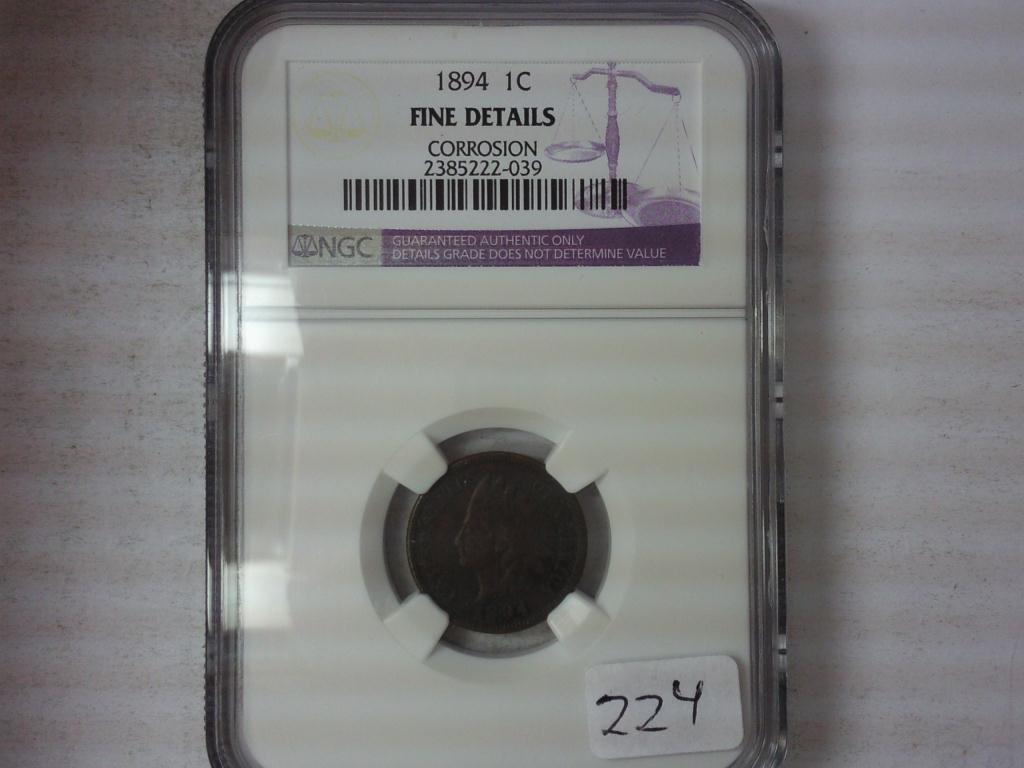 1894 1C
FINE DETAILS
CORROSION
2385222-039
NGC
GUARANTEED AUTHENTIC ONLY
DETAILS GRADE DOES NOT DETERMINE VALUE
224